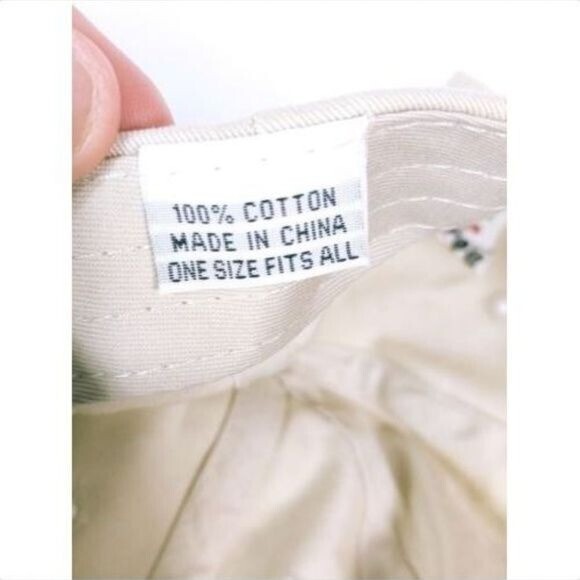 100% COTTON
MADE IN CHINA
ONE SIZE FITS ALL